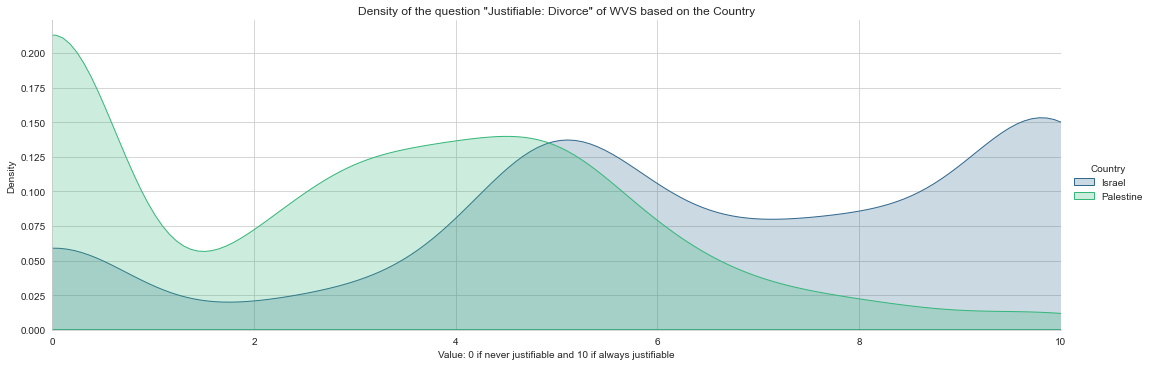 Density of the question "Justifiable: Divorce" of WVS based on the Country
0.200
0.175
0.150
0.125
0.100
0.075
0.050
0.025
0.000
Density
0 2 4 6 8 10
Value: 0 if never justifiable and 10 if always justifiable
Country
Israel
Palestine